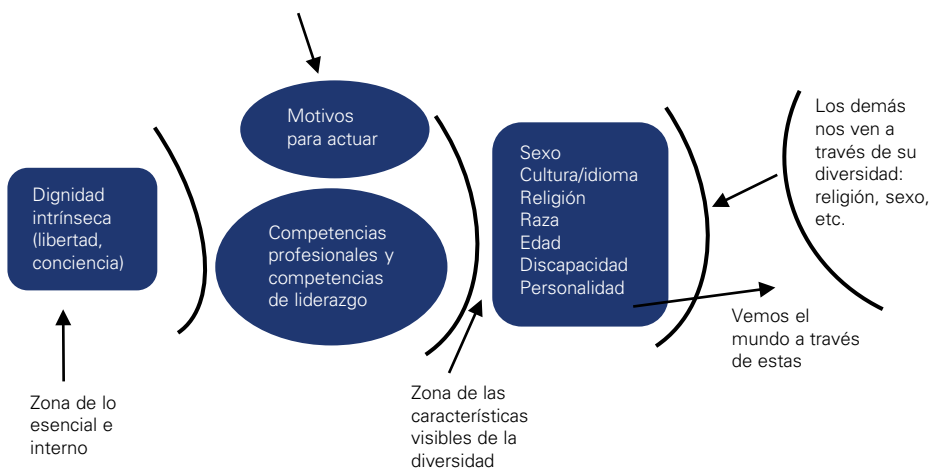 Motivos
para actuar
Dignidad
intrínseca
(libertad,
conciencia)
Competencias
profesionales y
competencias
de liderazgo
Sexo
Cultura/idioma
Religión
Raza
Edad
Discapacidad
Personalidad
Los demás
nos ven a
través de su
diversidad:
religión, sexo,
etc.
Vemos el
mundo a través
de estas
Zona de lo
esencial e
interno
Zona de las
características
visibles de la
diversidad